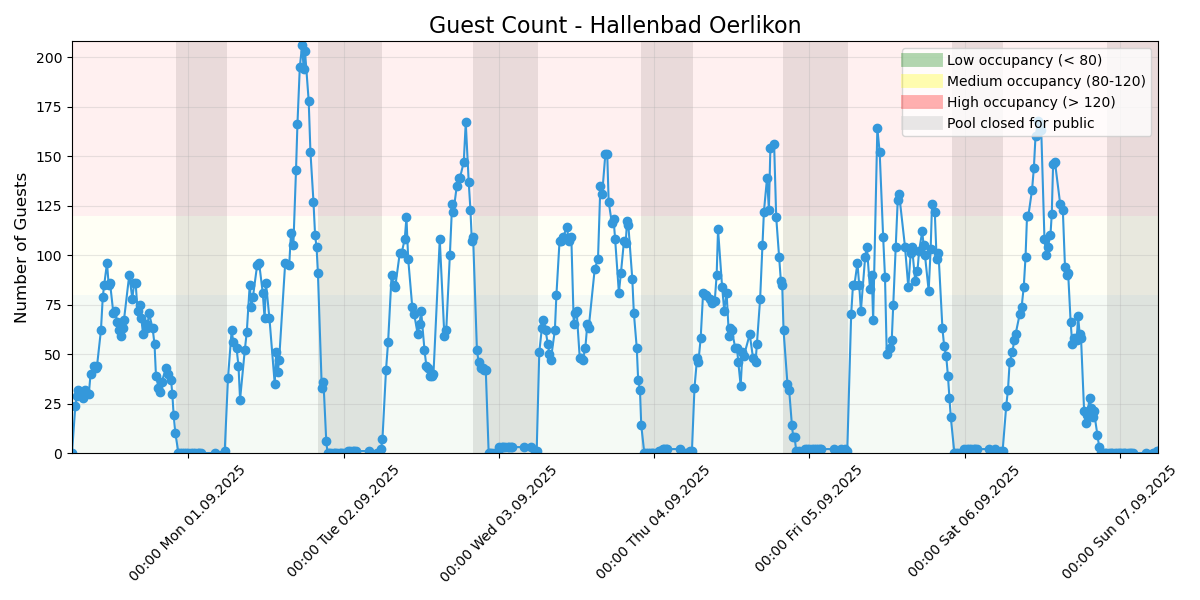 Guest Count - Hallenbad Oerlikon
Number of Guests
200
175
150
125
100
75
50
25
0
Low occupancy (< 80)
Medium occupancy (80-120)
High occupancy (> 120)
Pool closed for public
00:00 Mon 01.09.2025
00:00 Tue 02.09.2025
00:00 Wed 03.09.2025
00:00 Thu 04.09.2025
00:00 Fri 05.09.2025
00:00 Sat 06.09.2025
00:00 Sun 07.09.2025